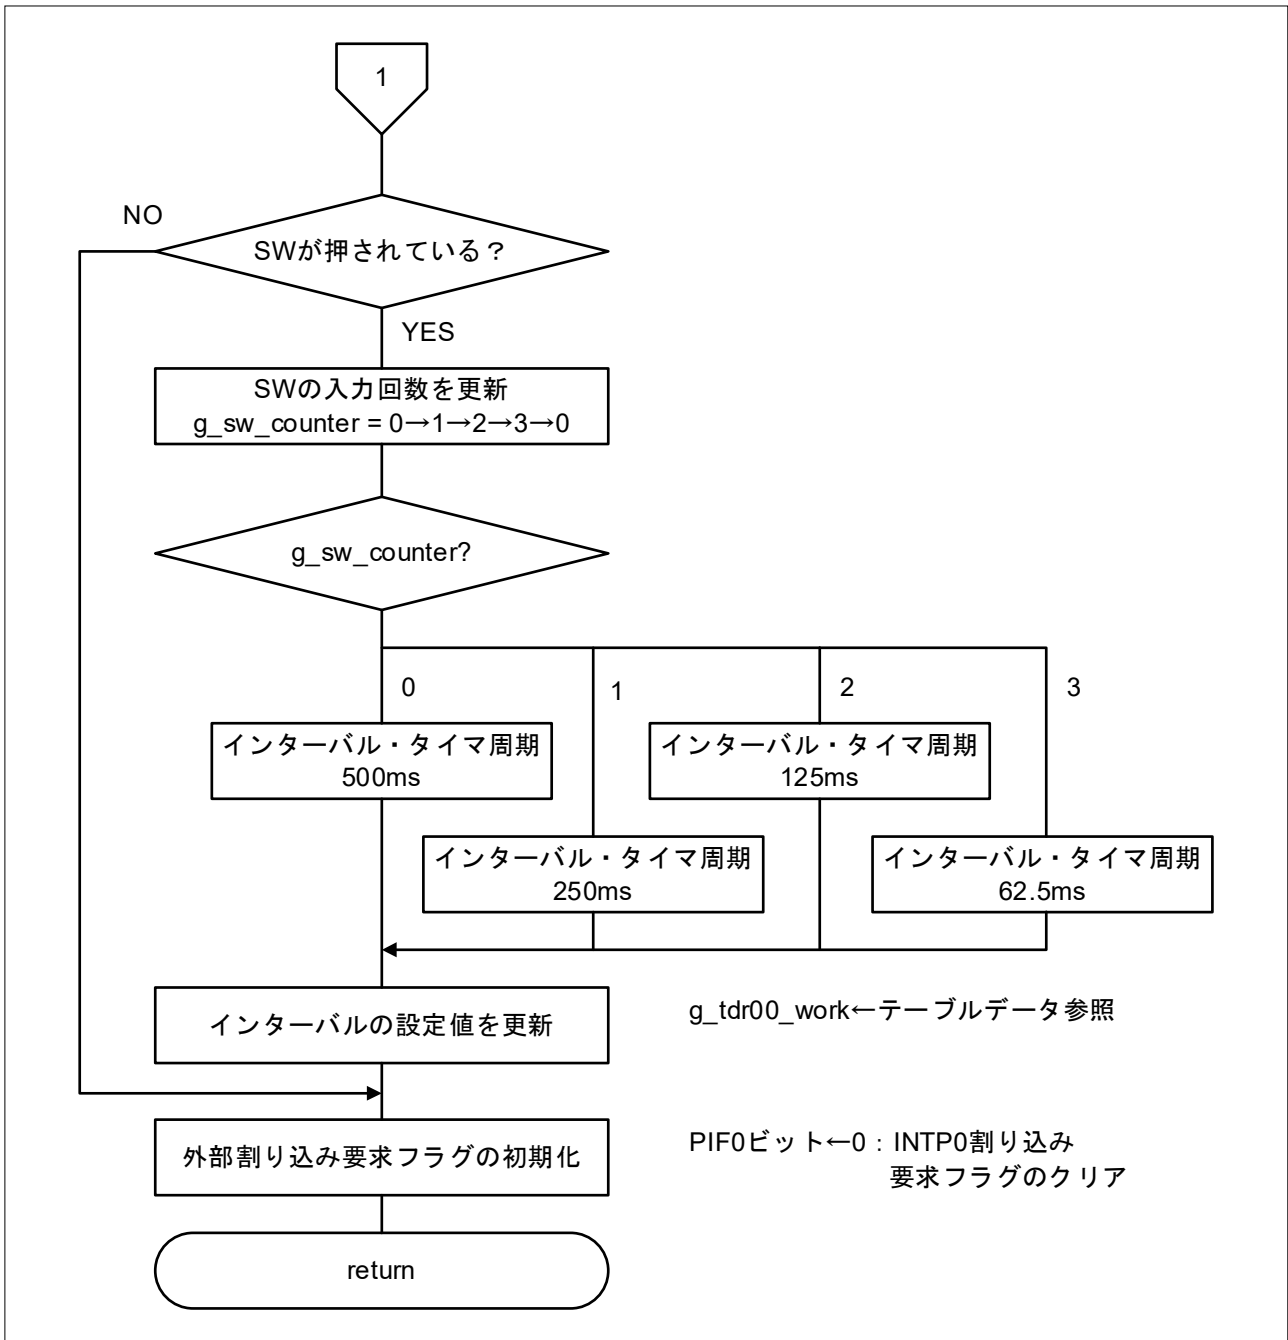 1
NO
SWが押されている？
YES
SWの入力回数を更新
g_sw_counter = 0→1→2→3→0
g_sw_counter?
0
1
2
3
インターバル・タイマ周期
500ms
インターバル・タイマ周期
125ms
インターバル・タイマ周期
250ms
インターバル・タイマ周期
62.5ms
インターバルの設定値を更新
g_tdr00_work←テーブルデータ参照
外部割り込み要求フラグの初期化
PIF0ビット←0：INTP0割り込み
要求フラグのクリア
return